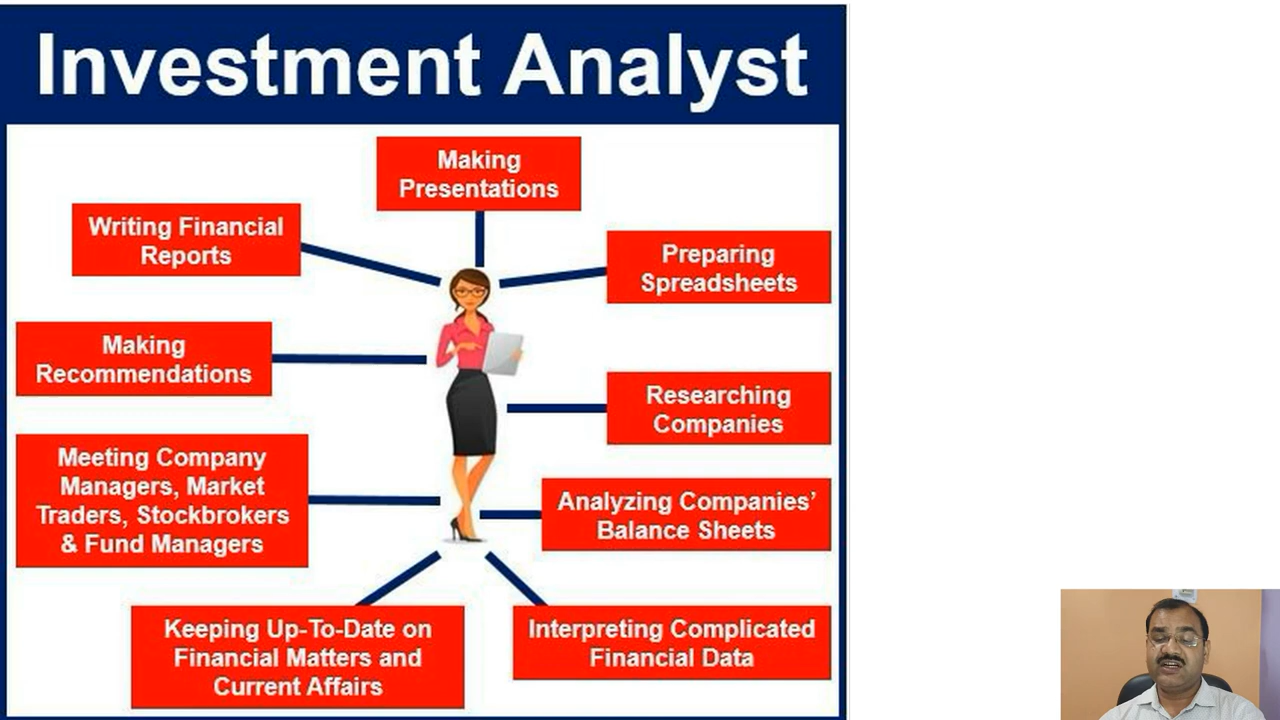 Investment Analyst
Making
Presentations
Writing Financial
Reports
Preparing
Spreadsheets
Making
Recommendations
Researching
Companies
Meeting Company
Managers, Market
Traders, Stockbrokers
& Fund Managers
Analyzing Companies’
Balance Sheets
Keeping Up-To-Date on
Financial Matters and
Current Affairs
Interpreting Complicated
Financial Data